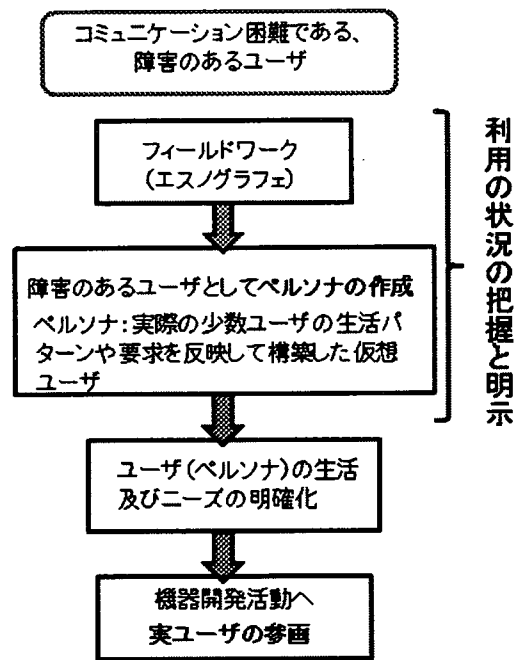 コミュニケーション困難である、
障害のあるユーザ
フィールドワーク
(エスノグラフェ)
障害のあるユーザとしてペルソナの作成
ペルソナ:実際の少数ユーザの生活パ
ターンや要求を反映して構築した仮想
ユーザ
ユーザ(ペルソナ)の生活
及びニーズの明確化
機器開発活動へ
実ユーザの参画
利用の状況の把握と明示